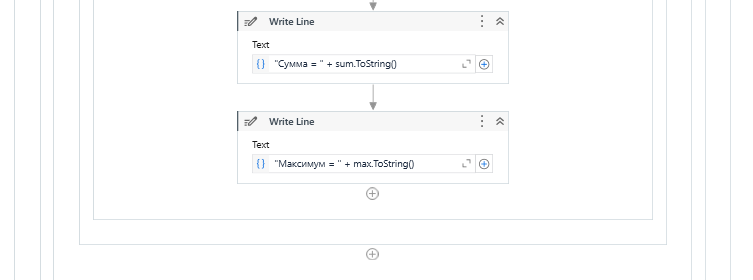 Write Line
Text
"Сумма = " + sum.ToString()
Write Line
Text
"Максимум = " + max.ToString()